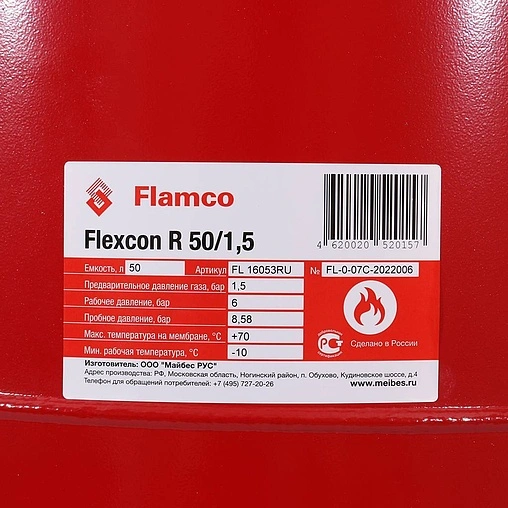 Flamco
Flexcon R 50/1,5
4 620020 520157
Емкость, л 50 Артикул FL 16053RU № FL-0-07C-2022006
Предварительное давление газа, бар 1,5
Рабочее давление, бар 6
Пробное давление, бар 8,58
Макс. температура на мембране, °C +70
Мин. рабочая температура, °C -10
РСТ
Сделано в России
Изготовитель: ООО "Майбес РУС"
Адрес производства: РФ, Московская область, Ногинский район, п. Обухово, Кудиновское шоссе, д.4
Телефон для обращений потребителей: +7 (495) 727-20-26
www.meibes.ru